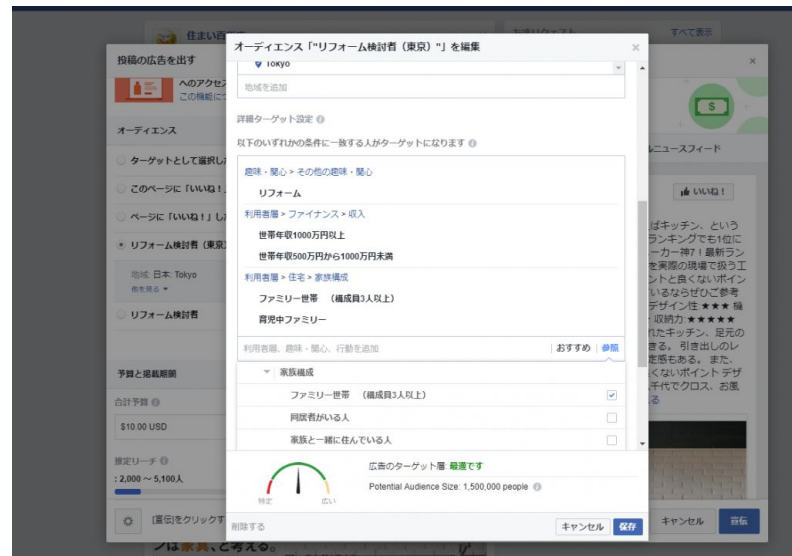 住まい百
すべて表示
投稿の広告を出す
へのアクセ
この機能に
オーディエンス
ターゲットとして選択し
このページに「いいね!」
ページに「いいね!」し
リフォーム検討者 (東京
地域: 日本: Tokyo
他を見る
リフォーム検討者
予算と掲載期間
合計予算
$10.00 USD
推定リーチ
: 2,000 ~ 5,100人
[宣伝]をクリックす
オーディエンス「"リフォーム検討者（東京）"」を編集
Tokyo
地域を追加
詳細ターゲット設定
以下のいずれかの条件に一致する人がターゲットになります
趣味・関心 > その他の趣味・関心
リフォーム
利用者層 > ファイナンス > 収入
世帯年収1000万円以上
世帯年収500万円から1000万円未満
利用者層 > 住宅 > 家族構成
ファミリー世帯 （構成員3人以上）
育児中ファミリー
利用者層、趣味・関心、行動を追加
おすすめ
参照
家族構成
ファミリー世帯 （構成員3人以上）
同居者がいる人
家族と一緒に住んでいる人
特定
広い
広告のターゲット層: 最適です
Potential Audience Size: 1,500,000 people
削除する
キャンセル
保存
ルニュースフィード
いいね!
ばキッチン、という
ランキングでも1位に
ーカー神7！最新ラン
を実際の現場で扱う工
ントと良くないポイン
いるならぜひご参考
デザイン性 ★★★ 機
収納力:★★★★★
れたキッチン、足元の
きる。 引き出しのレ
定感もある。 また、
くないポイント デザ
千代でクロス、お風
る
キャンセル
宣伝
ンは家具、と考える。